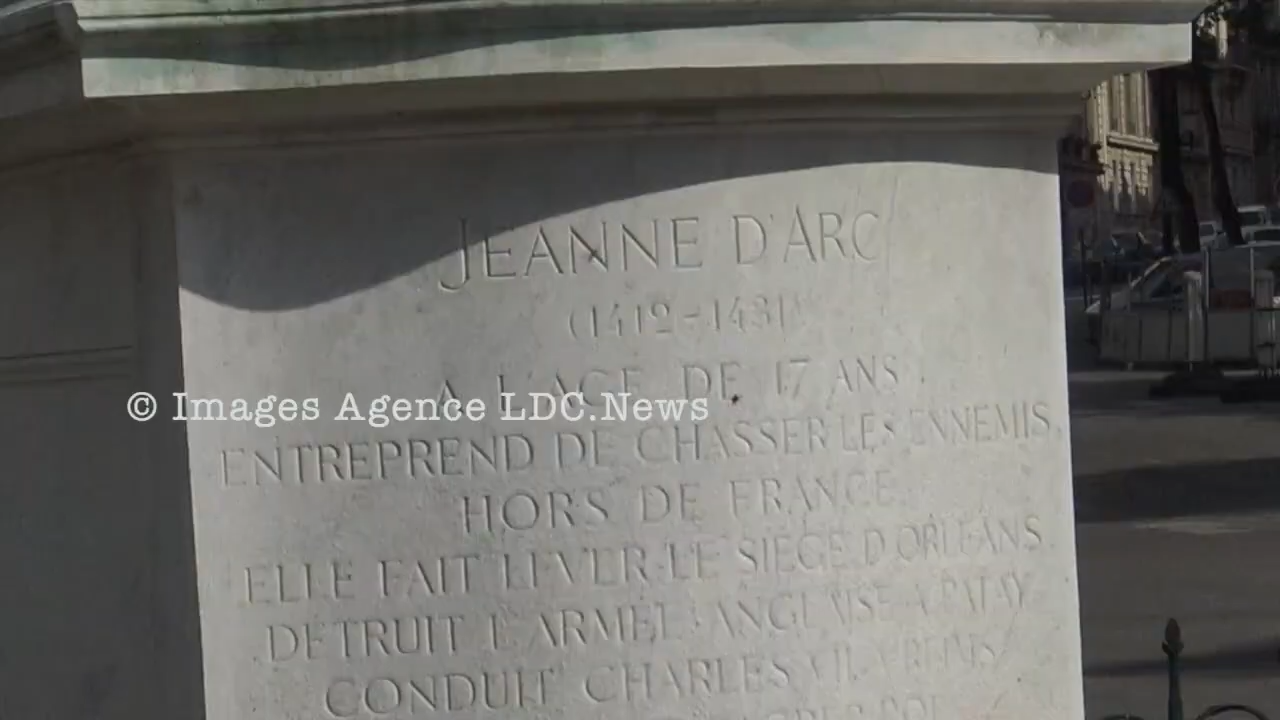 JEANNE D'ARC
(1412-1431)
A L'AGE DE 17 ANS
© Images Agence LDC.News
ENTREPREND DE CHASSER LES ENNEMIS
HORS DE FRANCE
ELLE FAIT LEVER LE SIEGE D'ORLEANS
DETRUIT L'ARMEE ANGLAISE A PATAY
CONDUIT CHARLES VII A REIMS